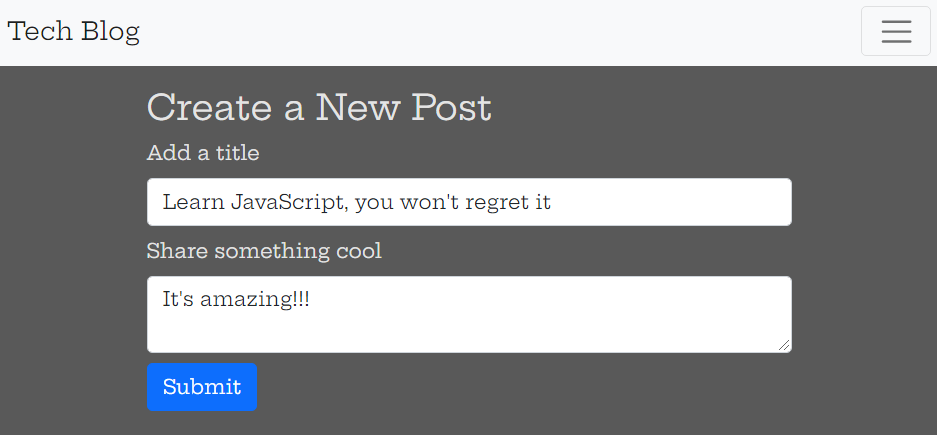 Tech Blog
Create a New Post
Add a title
Learn JavaScript, you won't regret it
Share something cool
It's amazing!!!
Submit